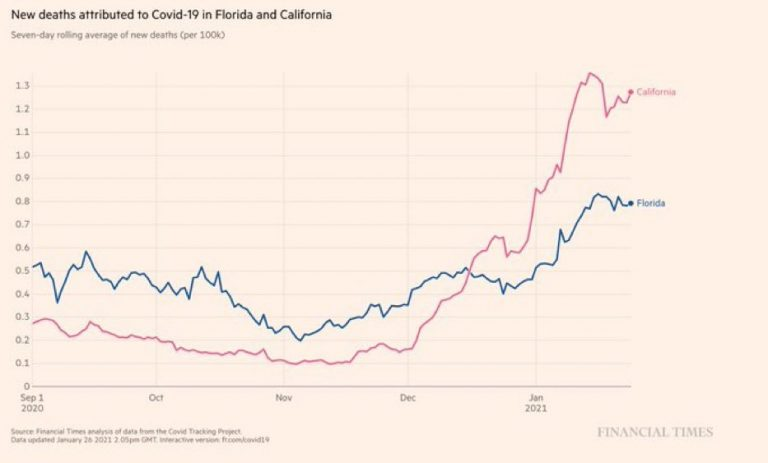 New deaths attributed to Covid-19 in Florida and California
Seven-day rolling average of new deaths (per 100k)
1.3
1.2
1.1
1.0
0.9
0.8
0.7
0.6
0.5
0.4
0.3
0.2
0.1
0
California
Florida
Sep 1
2020
Oct
Nov
Dec
Jan
2021
Source: Financial Times analysis of data from the Covid Tracking Project.
Data updated January 26 2021 2.05pm GMT. Interactive version: ft.com/covid19
FINANCIAL TIMES